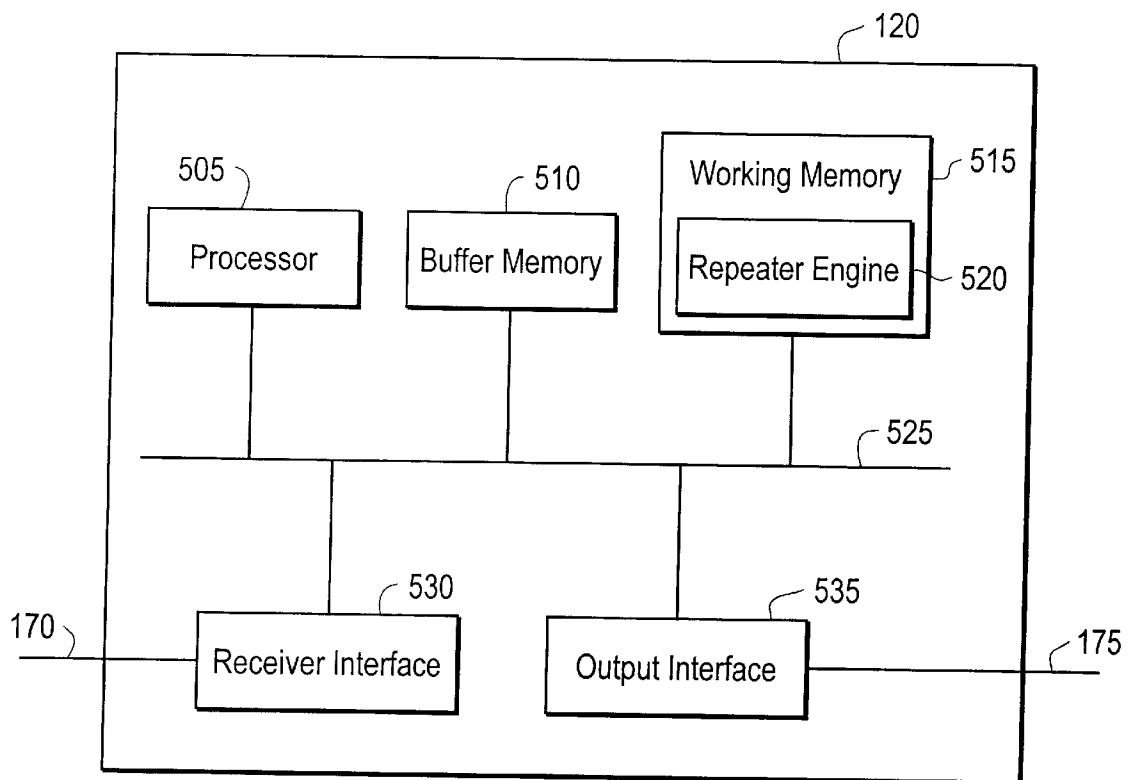 120
505
Processor
510
Buffer Memory
Working Memory
515
Repeater Engine
520
525
170
530
Receiver Interface
535
Output Interface
175